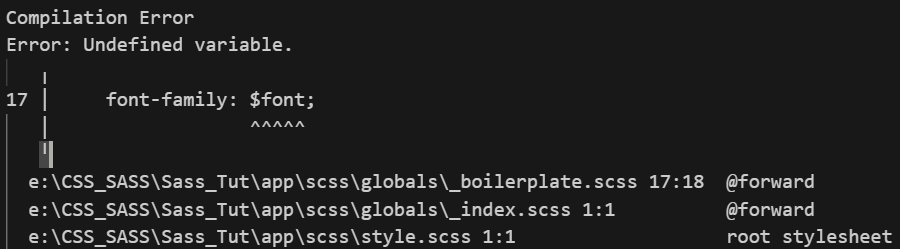 Compilation Error
Error: Undefined variable.
   ╷
17 │     font-family: $font;
   │                  ^^^^^
   ╵
  e:\CSS_SASS\Sass_Tut\app\scss\globals\_boilerplate.scss 17:18  @forward
  e:\CSS_SASS\Sass_Tut\app\scss\globals\_index.scss 1:1          @forward
  e:\CSS_SASS\Sass_Tut\app\scss\style.scss 1:1                   root stylesheet